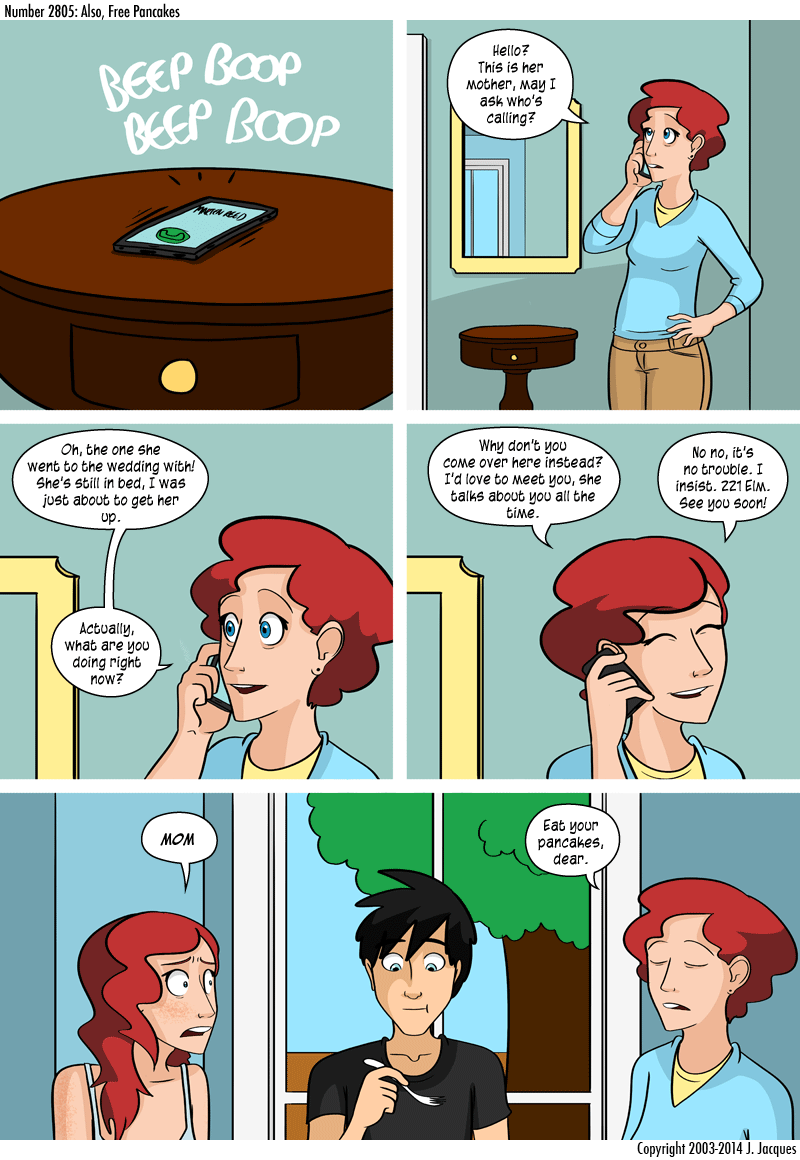 Number 2805: Also, Free Pancakes
BEEP BOOP
BEEP BOOP
Hello?
This is her
mother, may I
ask who's
calling?
Oh, the one she
went to the wedding with!
She's still in bed, I was
just about to get her
up.
Actually,
what are you
doing right
now?
Why don't you
come over here instead?
I'd love to meet you, she
talks about you all the
time.
No no, it's
no trouble. I
insist. 221 Elm.
See you soon!
MOM
Eat your
pancakes,
dear.
Copyright 2003-2014 J. Jacques